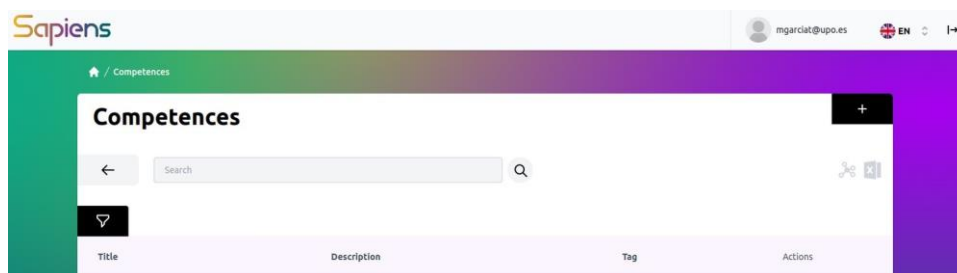 Sapiens
mgarciat@upo.es EN
/ Competences
Competences
+
Search
Title Description Tag Actions